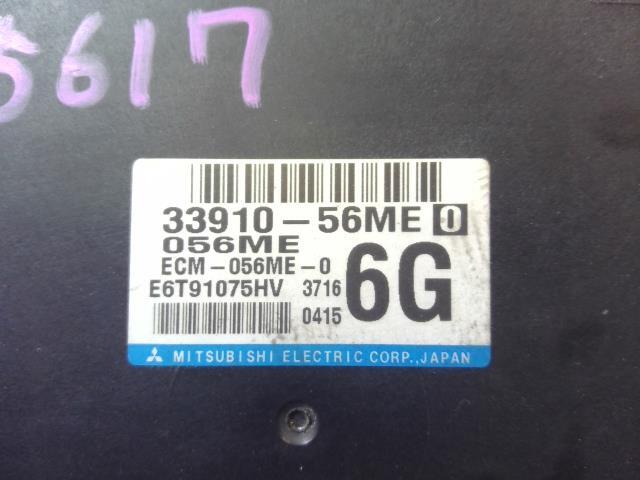 5617
33910-56ME 0
056ME
ECM-056ME-0
6G
E6T91075HV 3716
0415
MITSUBISHI ELECTRIC CORP., JAPAN